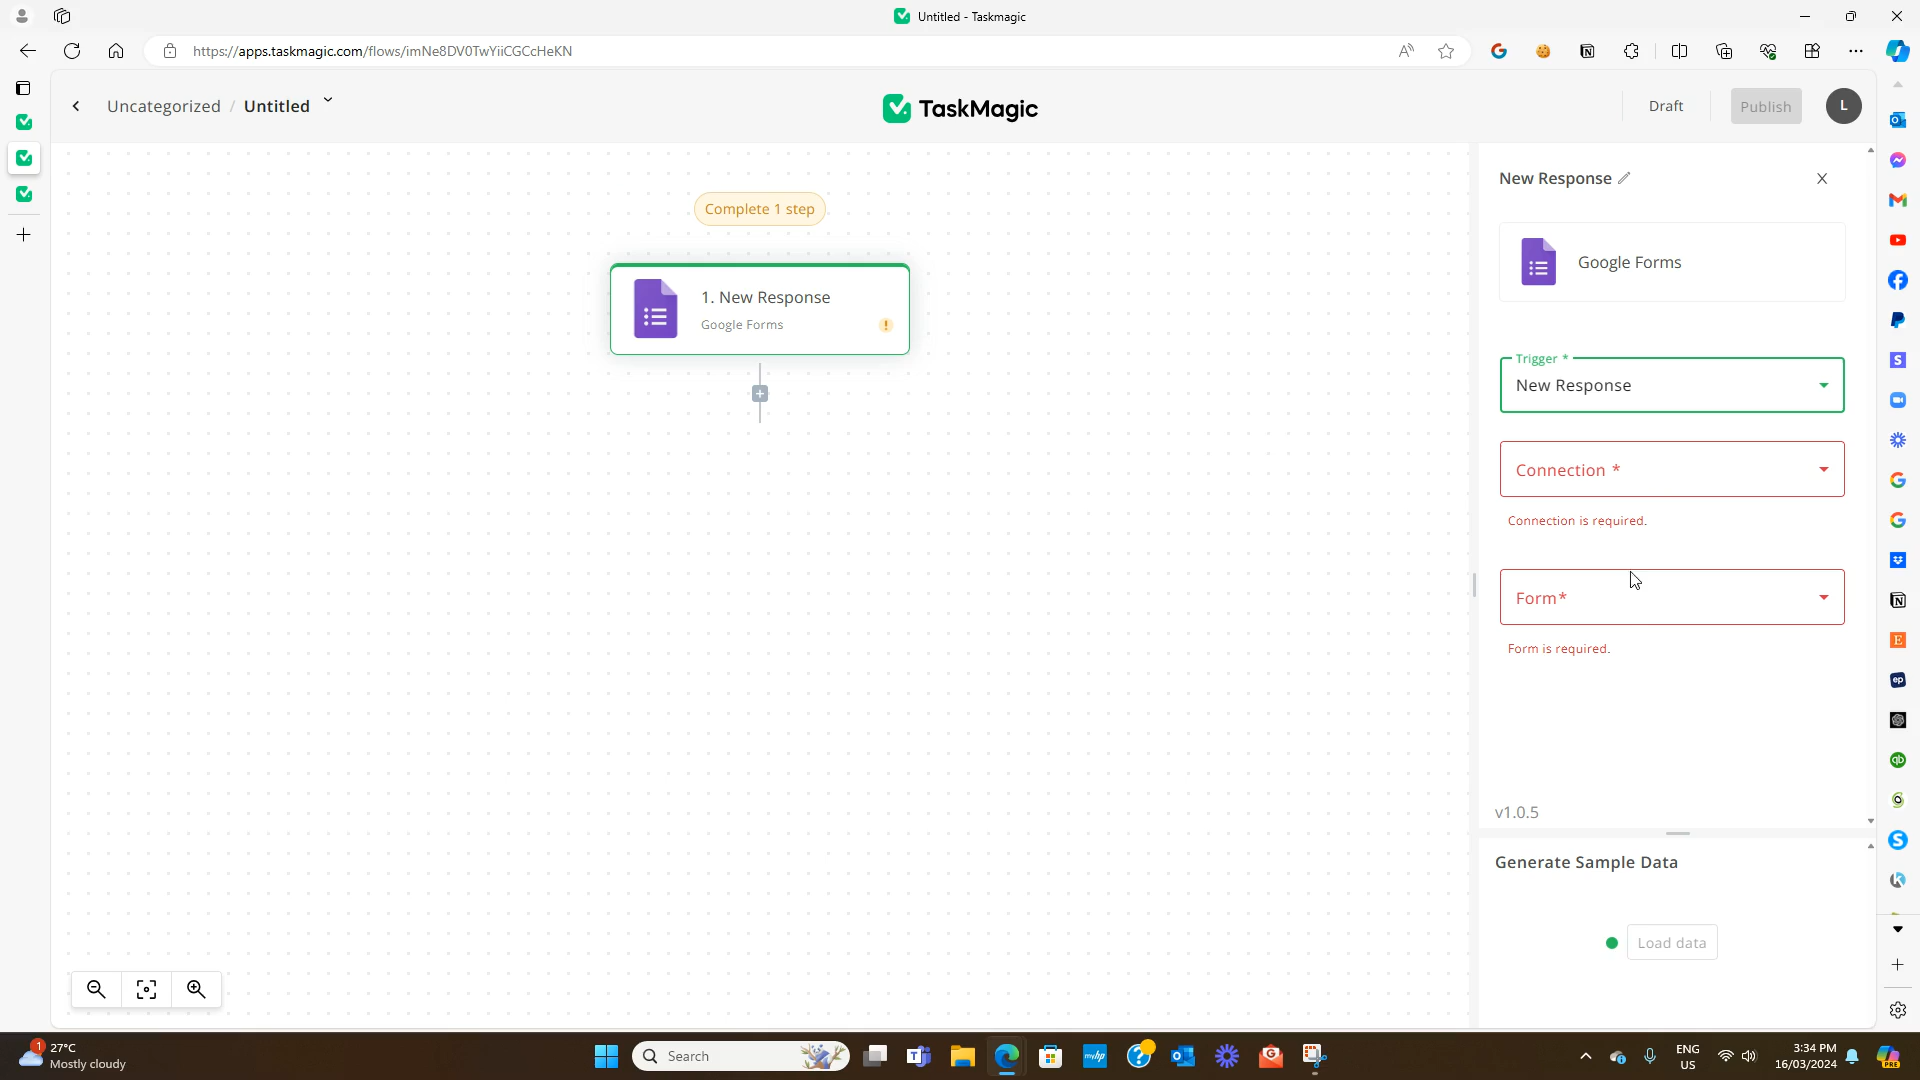 Untitled - Taskmagic
https://apps.taskmagic.com/flows/imNe8DV0TwYiiCGCcHeKN
Uncategorized / Untitled
TaskMagic
Draft
Publish
L
Complete 1 step
1. New Response
Google Forms
New Response
Google Forms
Trigger *
New Response
Connection *
Connection is required.
Form*
Form is required.
v1.0.5
Generate Sample Data
Load data
1
27°C
Mostly cloudy
Search
ENG
US
3:34 PM
16/03/2024